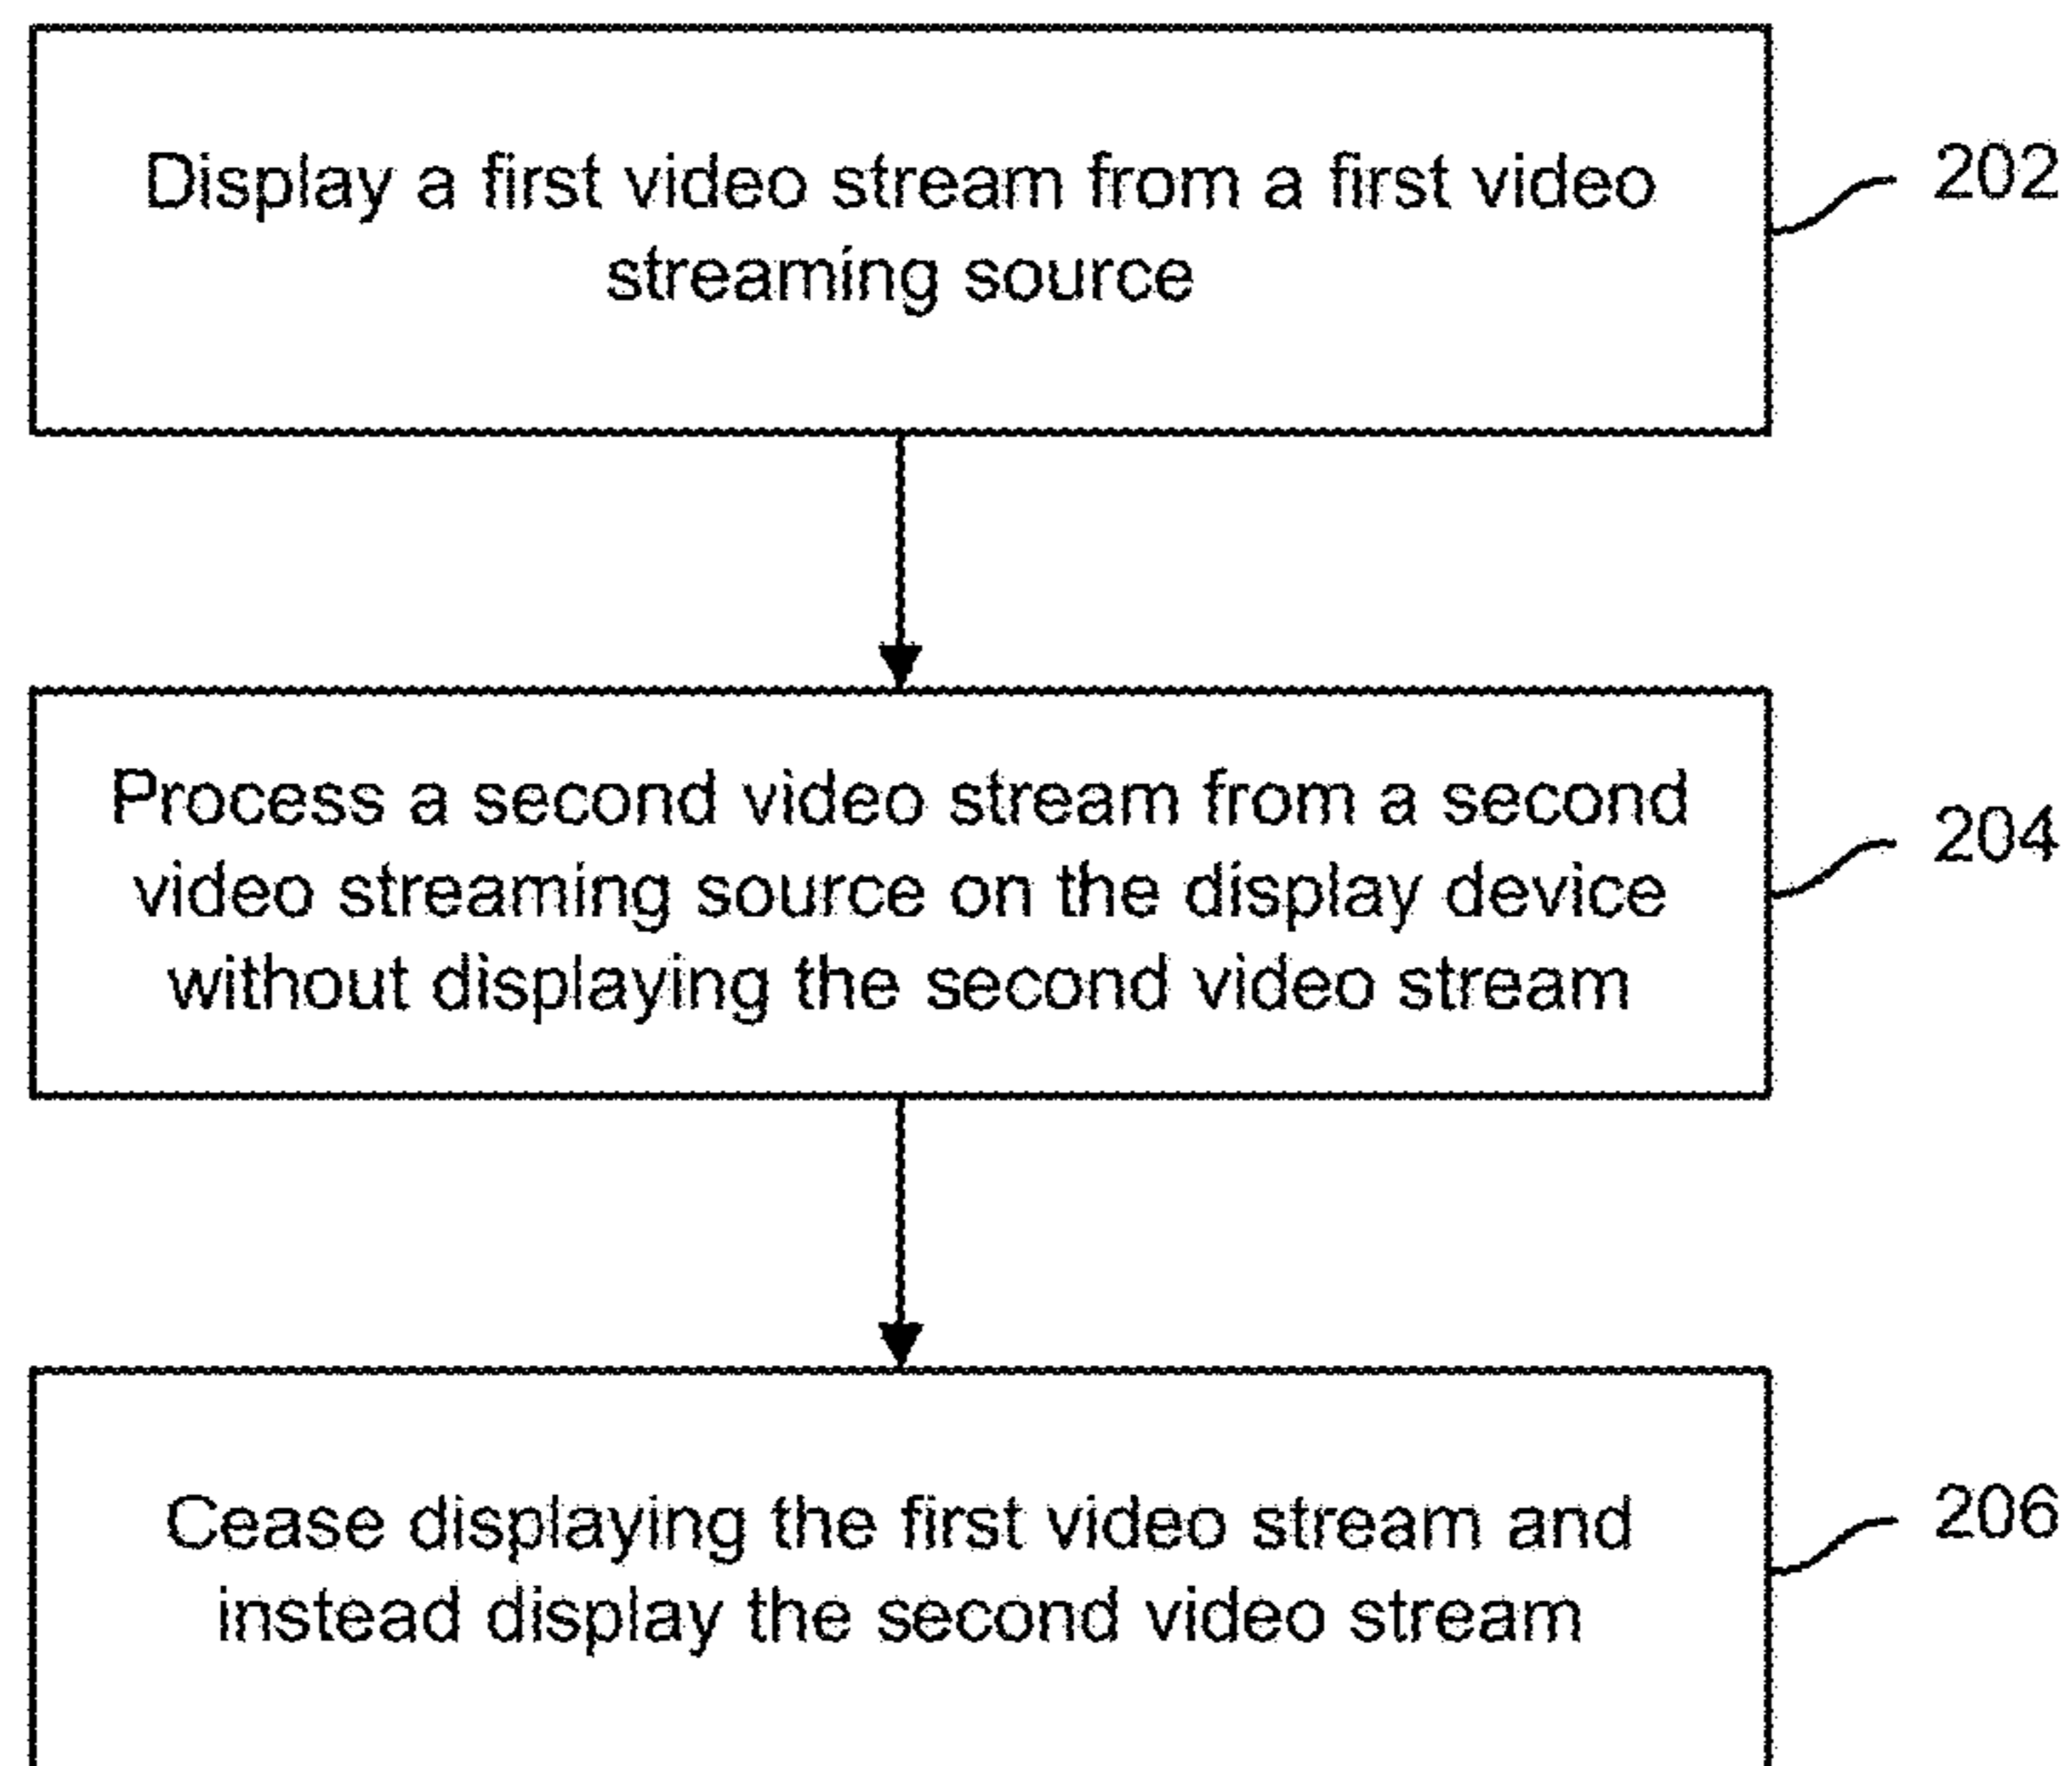 Display a first video stream from a first video
streaming source
202
Process a second video stream from a second
video streaming source on the display device
without displaying the second video stream
204
Cease displaying the first video stream and
instead display the second video stream
206